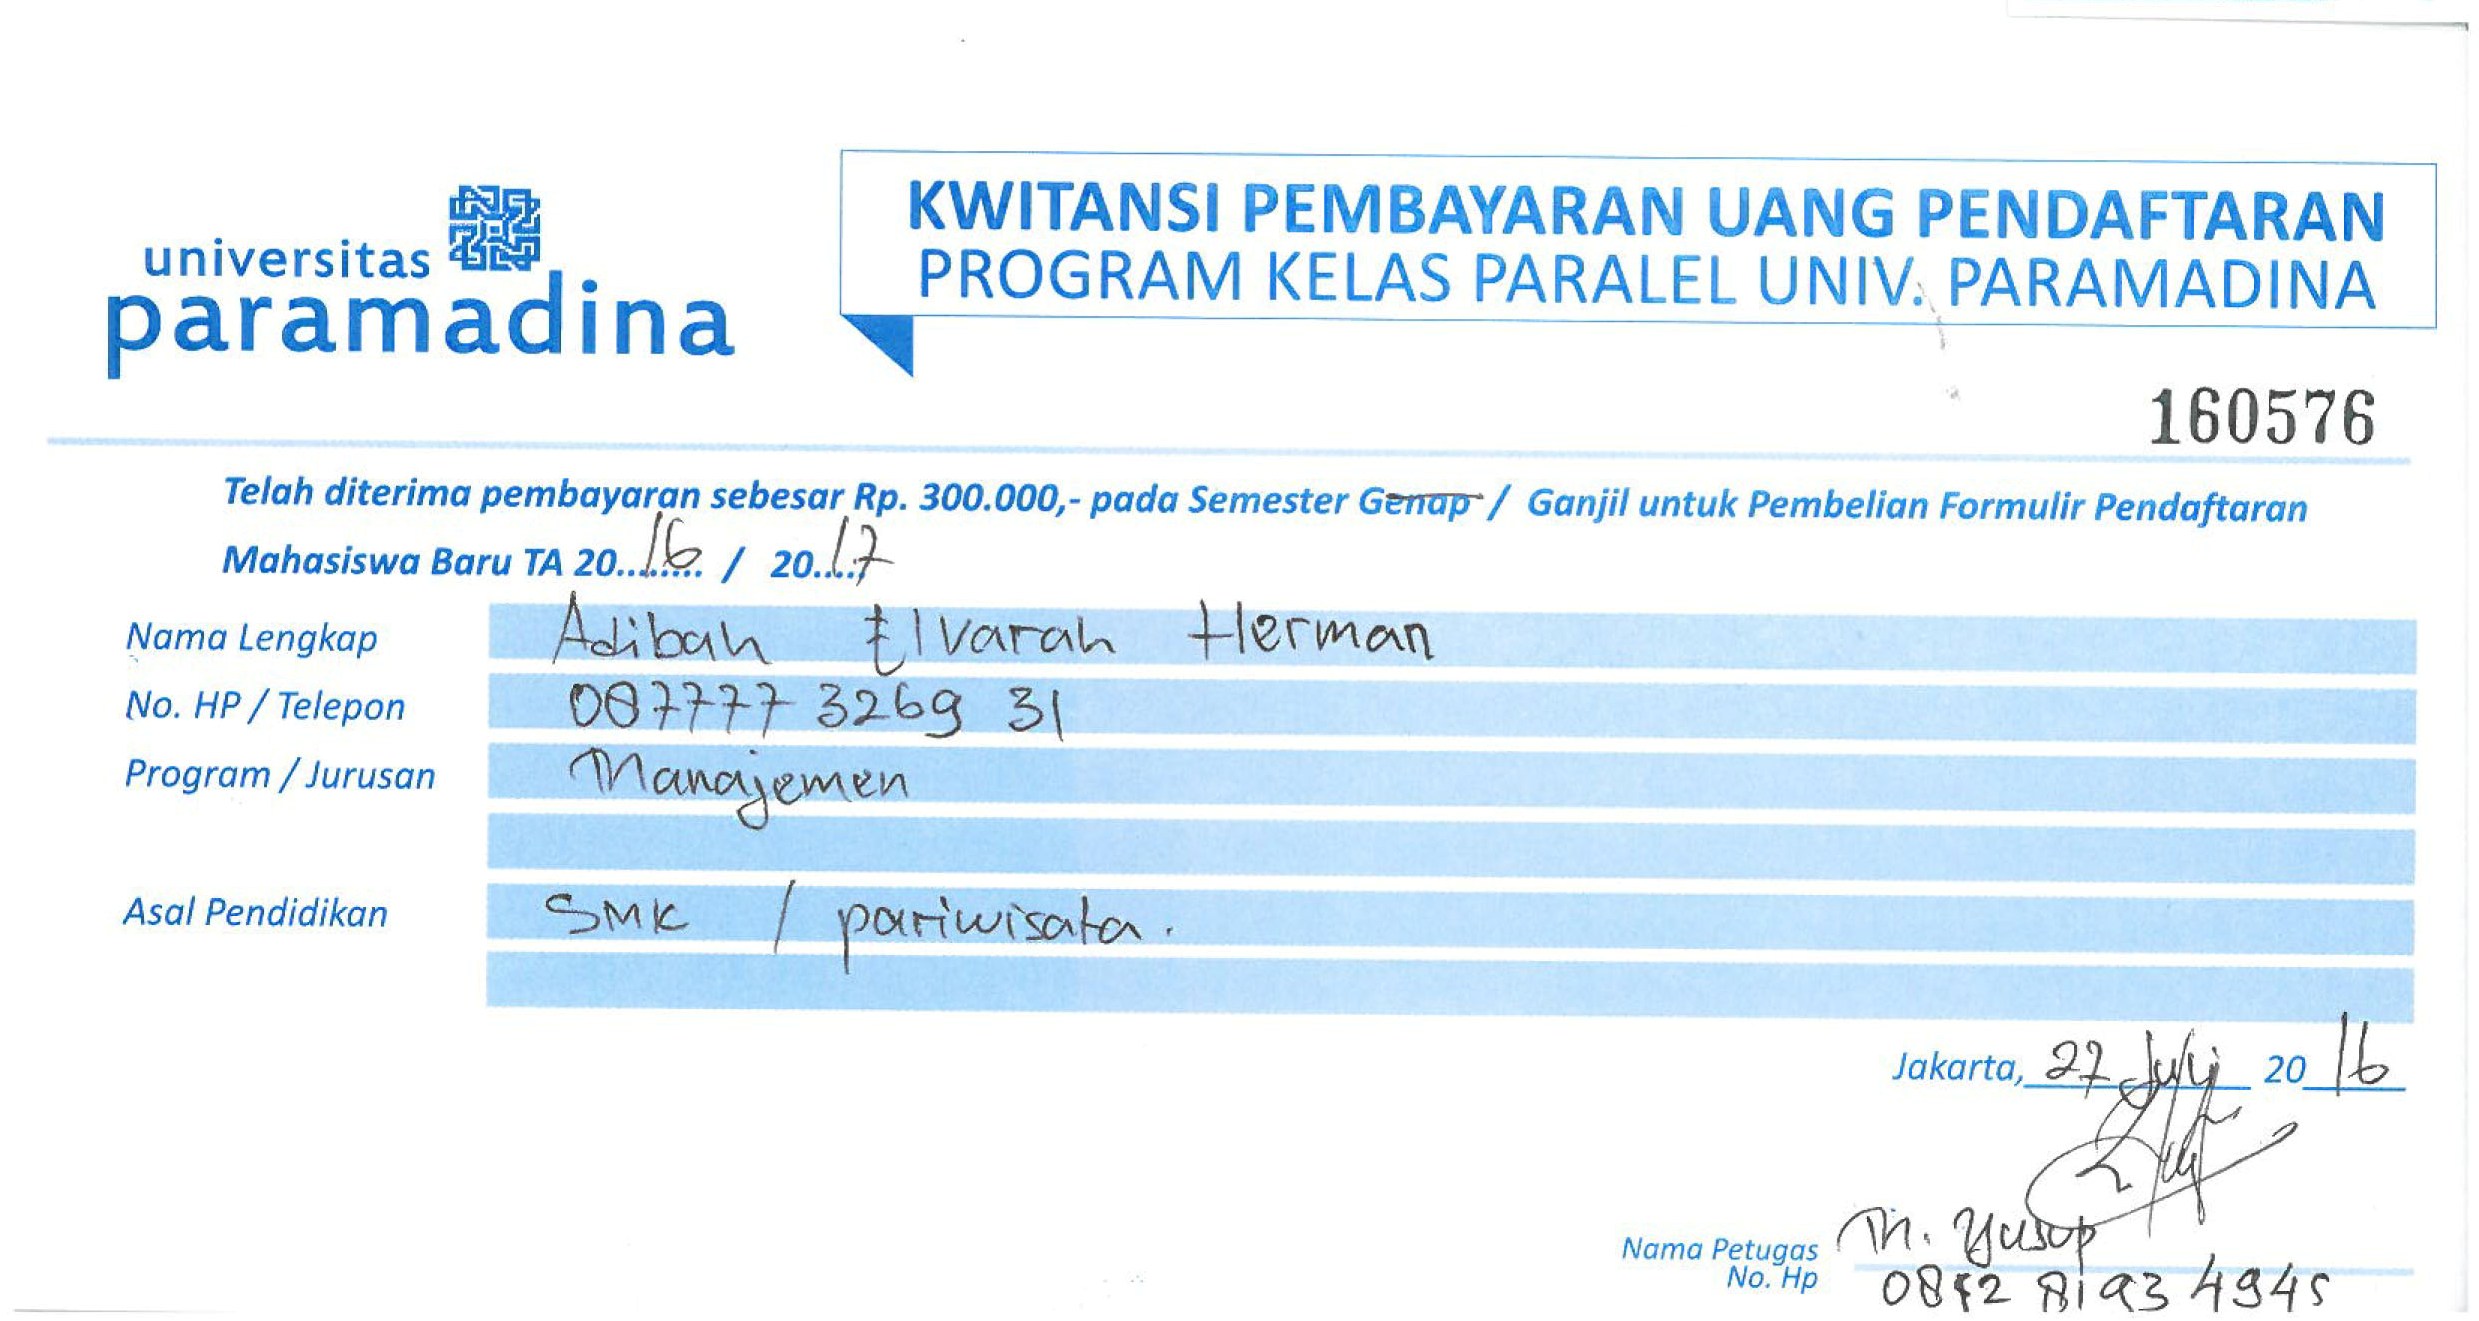 universitas
paramadina
KWITANSI PEMBAYARAN UANG PENDAFTARAN
PROGRAM KELAS PARALEL UNIV. PARAMADINA
160576
Telah diterima pembayaran sebesar Rp. 300.000,- pada Semester Genap / Ganjil untuk Pembelian Formulir Pendaftaran
Mahasiswa Baru TA 20..16.. / 20..17
Nama Lengkap Adibah Elvarah Herman
No. HP / Telepon 087777 3269 31
Program / Jurusan Manajemen
Asal Pendidikan SMK / pariwisata.
Jakarta, 27 Juli 20 16
Nama Petugas M. Yusup
No. Hp 8193 4945